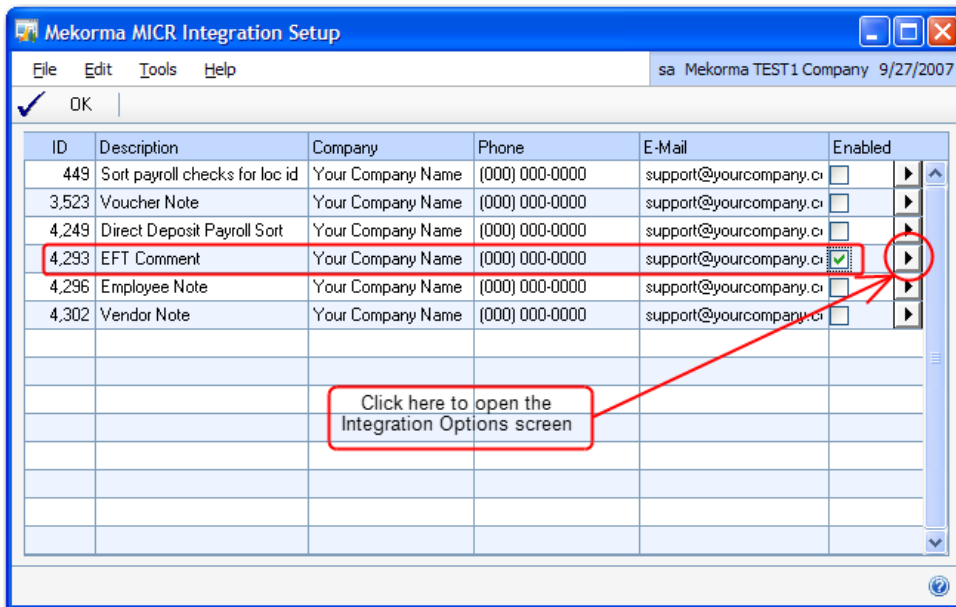 Mekorma MICR Integration Setup
File Edit Tools Help sa Mekorma TEST1 Company 9/27/2007
OK
ID Description Company Phone E-Mail Enabled
449 Sort payroll checks for loc id Your Company Name (000) 000-0000 support@yourcompany.c
3,523 Voucher Note Your Company Name (000) 000-0000 support@yourcompany.c
4,249 Direct Deposit Payroll Sort Your Company Name (000) 000-0000 support@yourcompany.c
4,293 EFT Comment Your Company Name (000) 000-0000 support@yourcompany.c
4,296 Employee Note Your Company Name (000) 000-0000 support@yourcompany.c
4,302 Vendor Note Your Company Name (000) 000-0000 support@yourcompany.c
Click here to open the
Integration Options screen